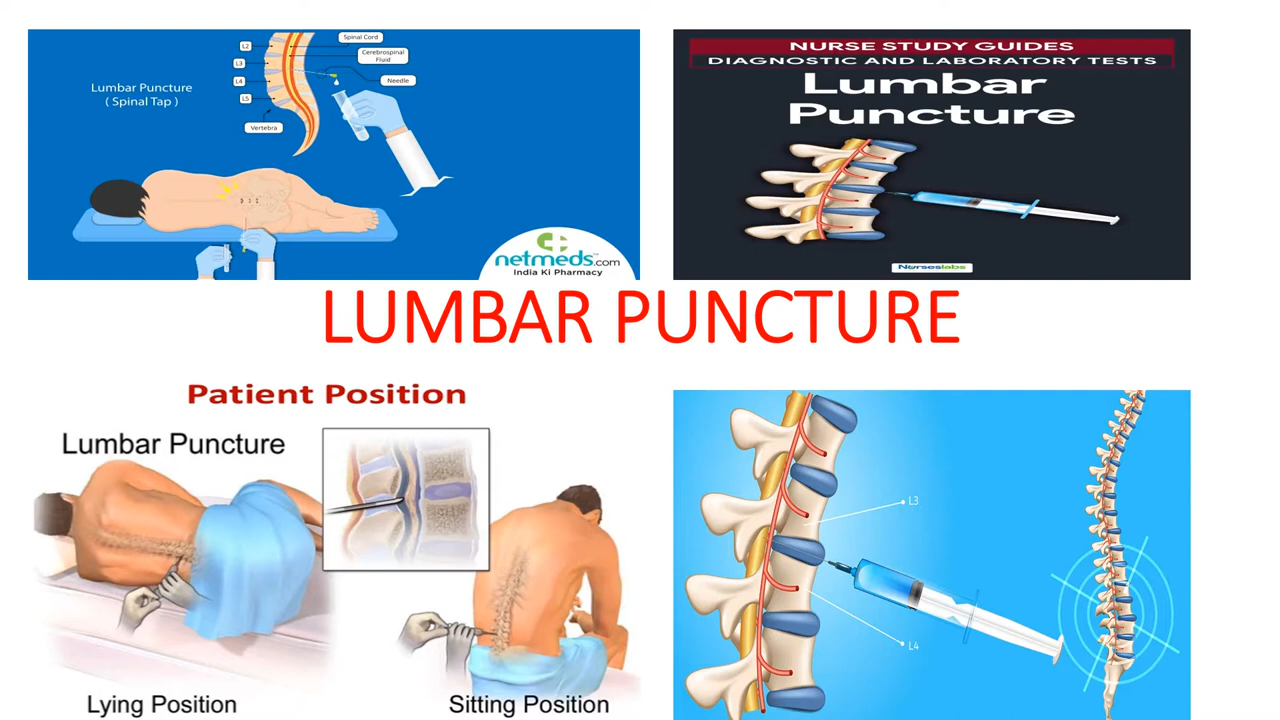 Lumbar Puncture
( Spinal Tap )
L2
L3
L4
L5
Spinal Cord
Cerebrospinal
Fluid
Needle
Vertebra
netmeds.com
India Ki Pharmacy
NURSE STUDY GUIDES
DIAGNOSTIC AND LABORATORY TESTS
Lumbar
Puncture
Nurseslabs
LUMBAR PUNCTURE
Patient Position
Lumbar Puncture
Lying Position
Sitting Position
L3
L4